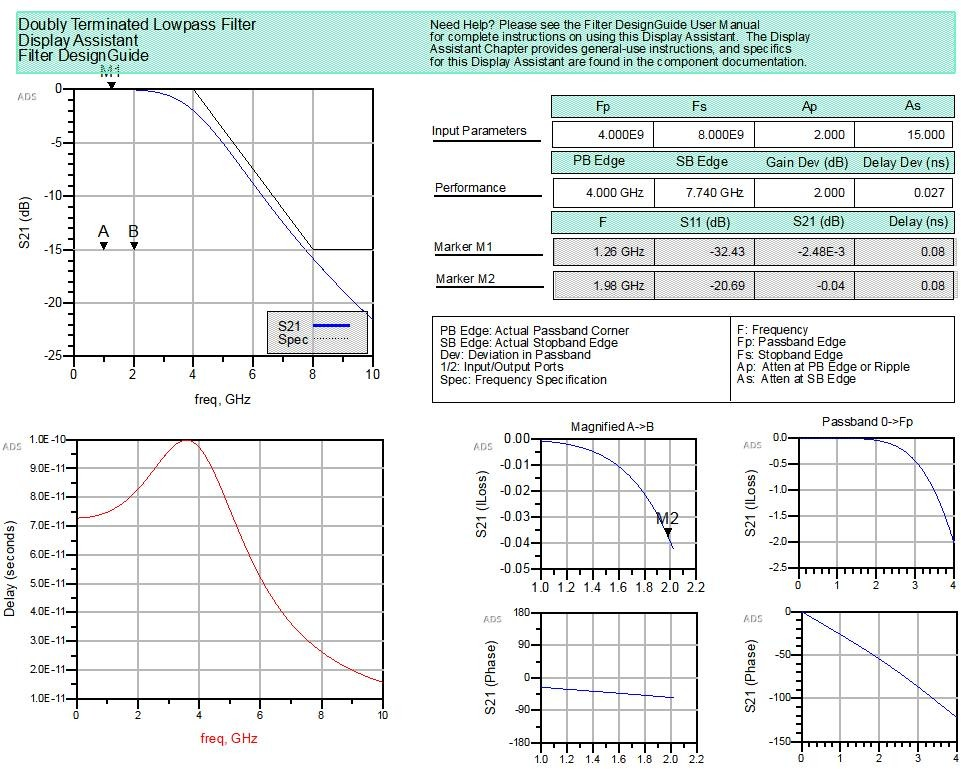 Doubly Terminated Lowpass Filter
Display Assistant
Filter DesignGuide
Need Help? Please see the Filter DesignGuide User Manual
for complete instructions on using this Display Assistant. The Display
Assistant Chapter provides general-use instructions, and specifics
for this Display Assistant are found in the component documentation.
M1
ADS
0
-5
-10
-15
-20
-25
S21 (dB)
A B
S21
Spec
0 2 4 6 8 10
freq, GHz
Fp Fs Ap As
Input Parameters 4.000E9 8.000E9 2.000 15.000
PB Edge SB Edge Gain Dev (dB) Delay Dev (ns)
Performance 4.000 GHz 7.740 GHz 2.000 0.027
F S11 (dB) S21 (dB) Delay (ns)
Marker M1 1.26 GHz -32.43 -2.48E-3 0.08
Marker M2 1.98 GHz -20.69 -0.04 0.08
PB Edge: Actual Passband Corner
SB Edge: Actual Stopband Edge
Dev: Deviation in Passband
1/2: Input/Output Ports
Spec: Frequency Specification
F: Frequency
Fp: Passband Edge
Fs: Stopband Edge
Ap: Atten at PB Edge or Ripple
As: Atten at SB Edge
ADS
1.0E-10
9.0E-11
8.0E-11
7.0E-11
6.0E-11
5.0E-11
4.0E-11
3.0E-11
2.0E-11
1.0E-11
Delay (seconds)
0 2 4 6 8 10
freq, GHz
Magnified A->B
ADS
0.00
-0.01
-0.02
-0.03
-0.04
-0.05
S21 (ILoss)
M2
1.0 1.2 1.4 1.6 1.8 2.0 2.2
Passband 0->Fp
ADS
0.0
-0.5
-1.0
-1.5
-2.0
-2.5
S21 (ILoss)
0 1 2 3 4
ADS
180
90
0
-90
-180
S21 (Phase)
1.0 1.2 1.4 1.6 1.8 2.0 2.2
ADS
0
-50
-100
-150
S21 (Phase)
0 1 2 3 4